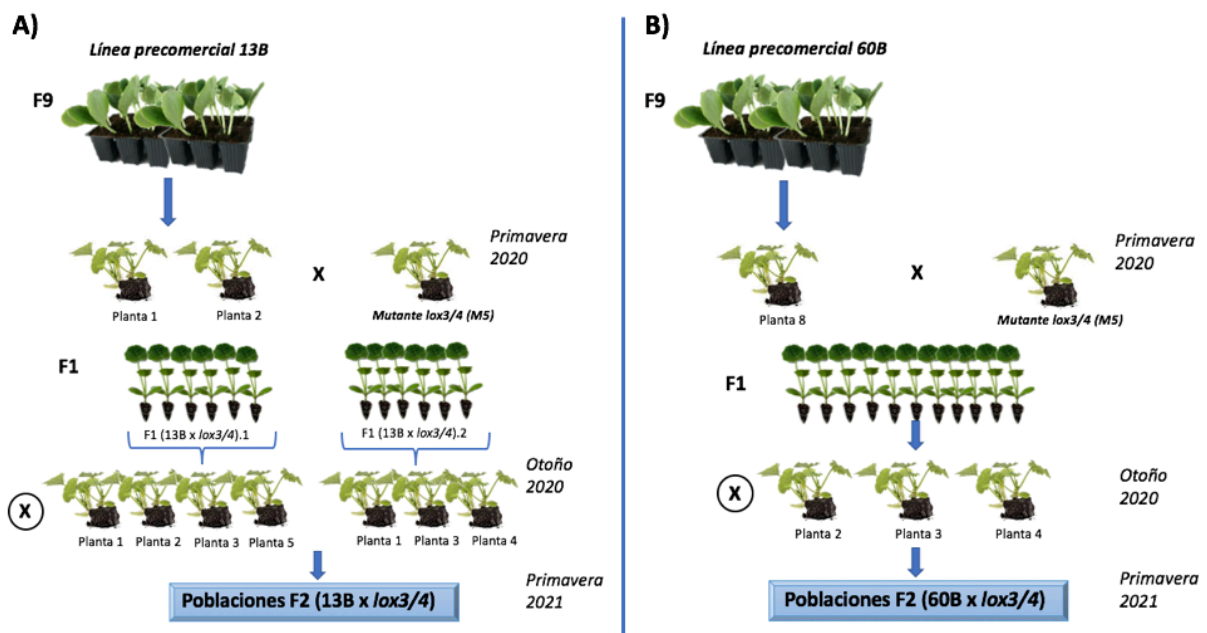 A)
Línea precomercial 13B
F9
Primavera
2020
X
Planta 1
Planta 2
Mutante lox3/4 (M5)
F1
F1 (13B x lox3/4).1
F1 (13B x lox3/4).2
Otoño
2020
X
Planta 1
Planta 2
Planta 3
Planta 5
Planta 1
Planta 3
Planta 4
Poblaciones F2 (13B x lox3/4)
Primavera
2021
B)
Línea precomercial 60B
F9
Primavera
2020
X
Planta 8
Mutante lox3/4 (M5)
F1
Otoño
2020
X
Planta 2
Planta 3
Planta 4
Poblaciones F2 (60B x lox3/4)
Primavera
2021